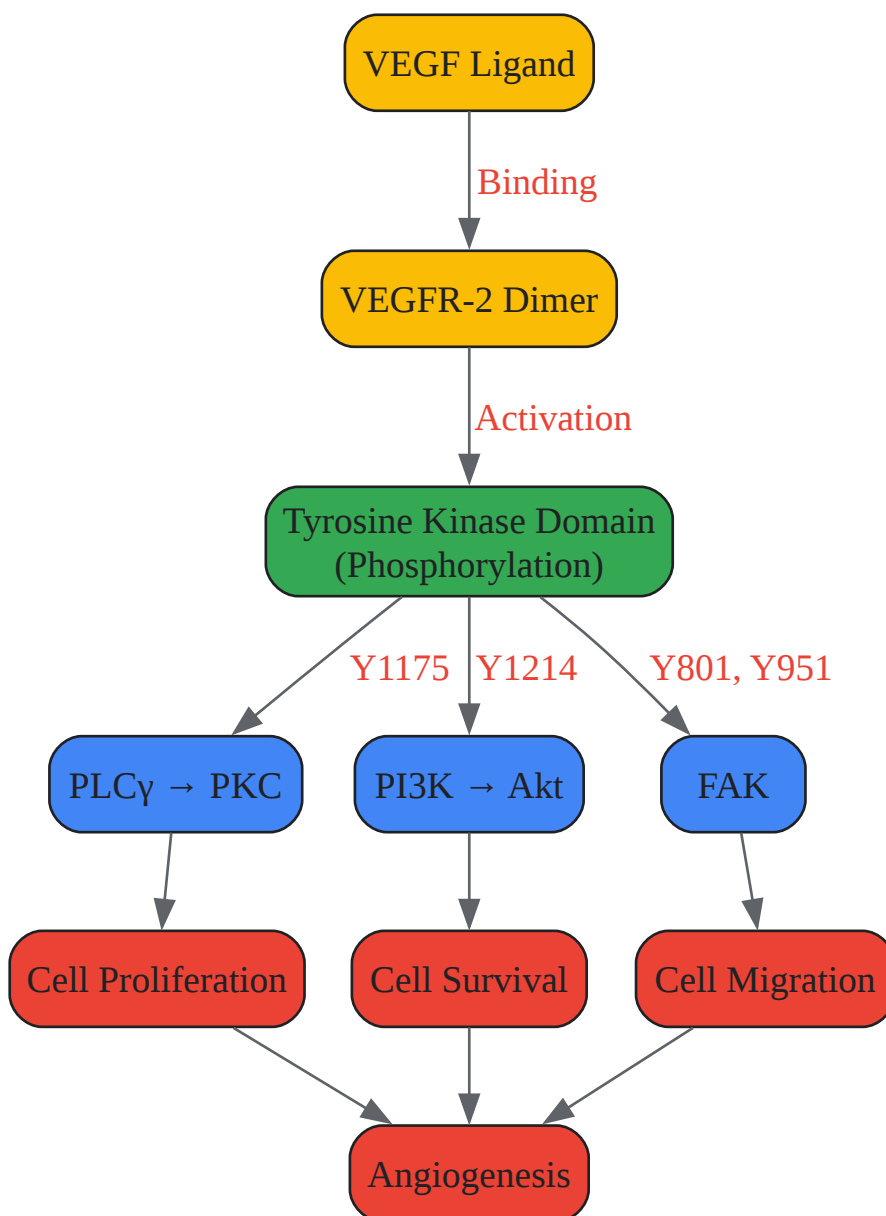 VEGF Ligand
Binding
VEGFR-2 Dimer
Activation
Tyrosine Kinase Domain
(Phosphorylation)
Y1175
Y1214
Y801, Y951
PLCγ → PKC
PI3K → Akt
FAK
Cell Proliferation
Cell Survival
Cell Migration
Angiogenesis